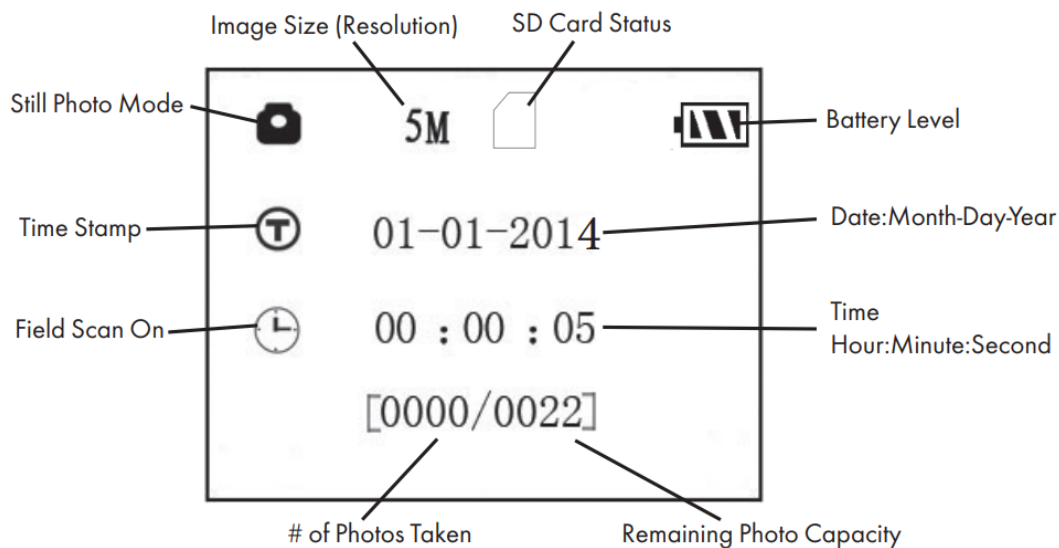 Image Size (Resolution)
SD Card Status
Still Photo Mode
5M
Battery Level
Time Stamp
T
01-01-2014
Date:Month-Day-Year
Field Scan On
00 : 00 : 05
Time
Hour:Minute:Second
[0000/0022]
# of Photos Taken
Remaining Photo Capacity